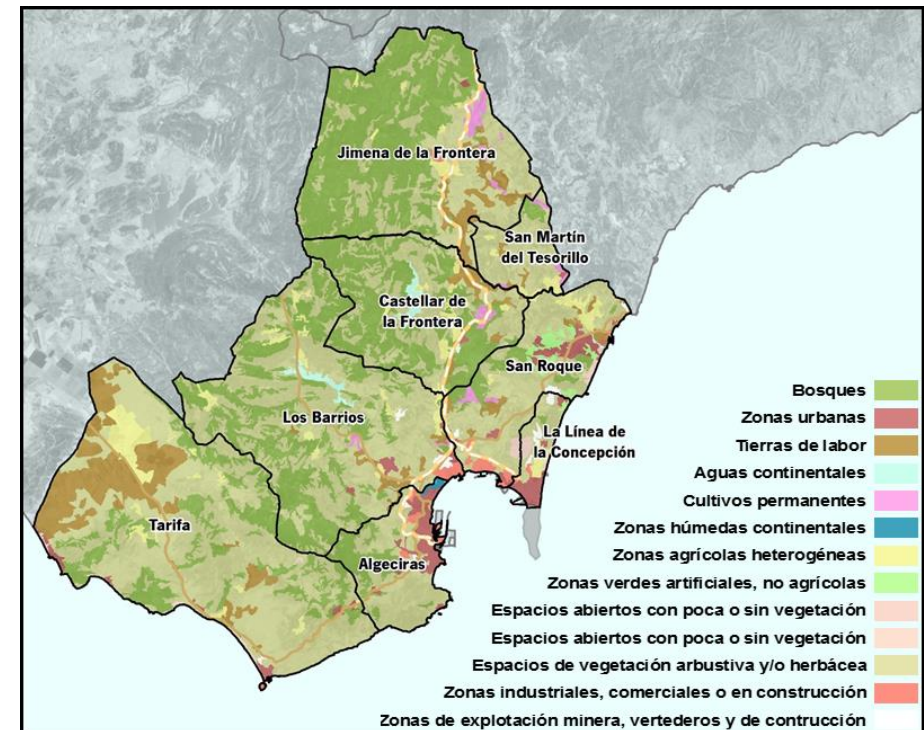 Jimena de la Frontera
San Martín
del Tesorillo
Castellar de
la Frontera
San Roque
Los Barrios
La Línea de
la Concepción
Tarifa
Algeciras
Bosques
Zonas urbanas
Tierras de labor
Aguas continentales
Cultivos permanentes
Zonas húmedas continentales
Zonas agrícolas heterogéneas
Zonas verdes artificiales, no agrícolas
Espacios abiertos con poca o sin vegetación
Espacios abiertos con poca o sin vegetación
Espacios de vegetación arbustiva y/o herbácea
Zonas industriales, comerciales o en construcción
Zonas de explotación minera, vertederos y de contrucción